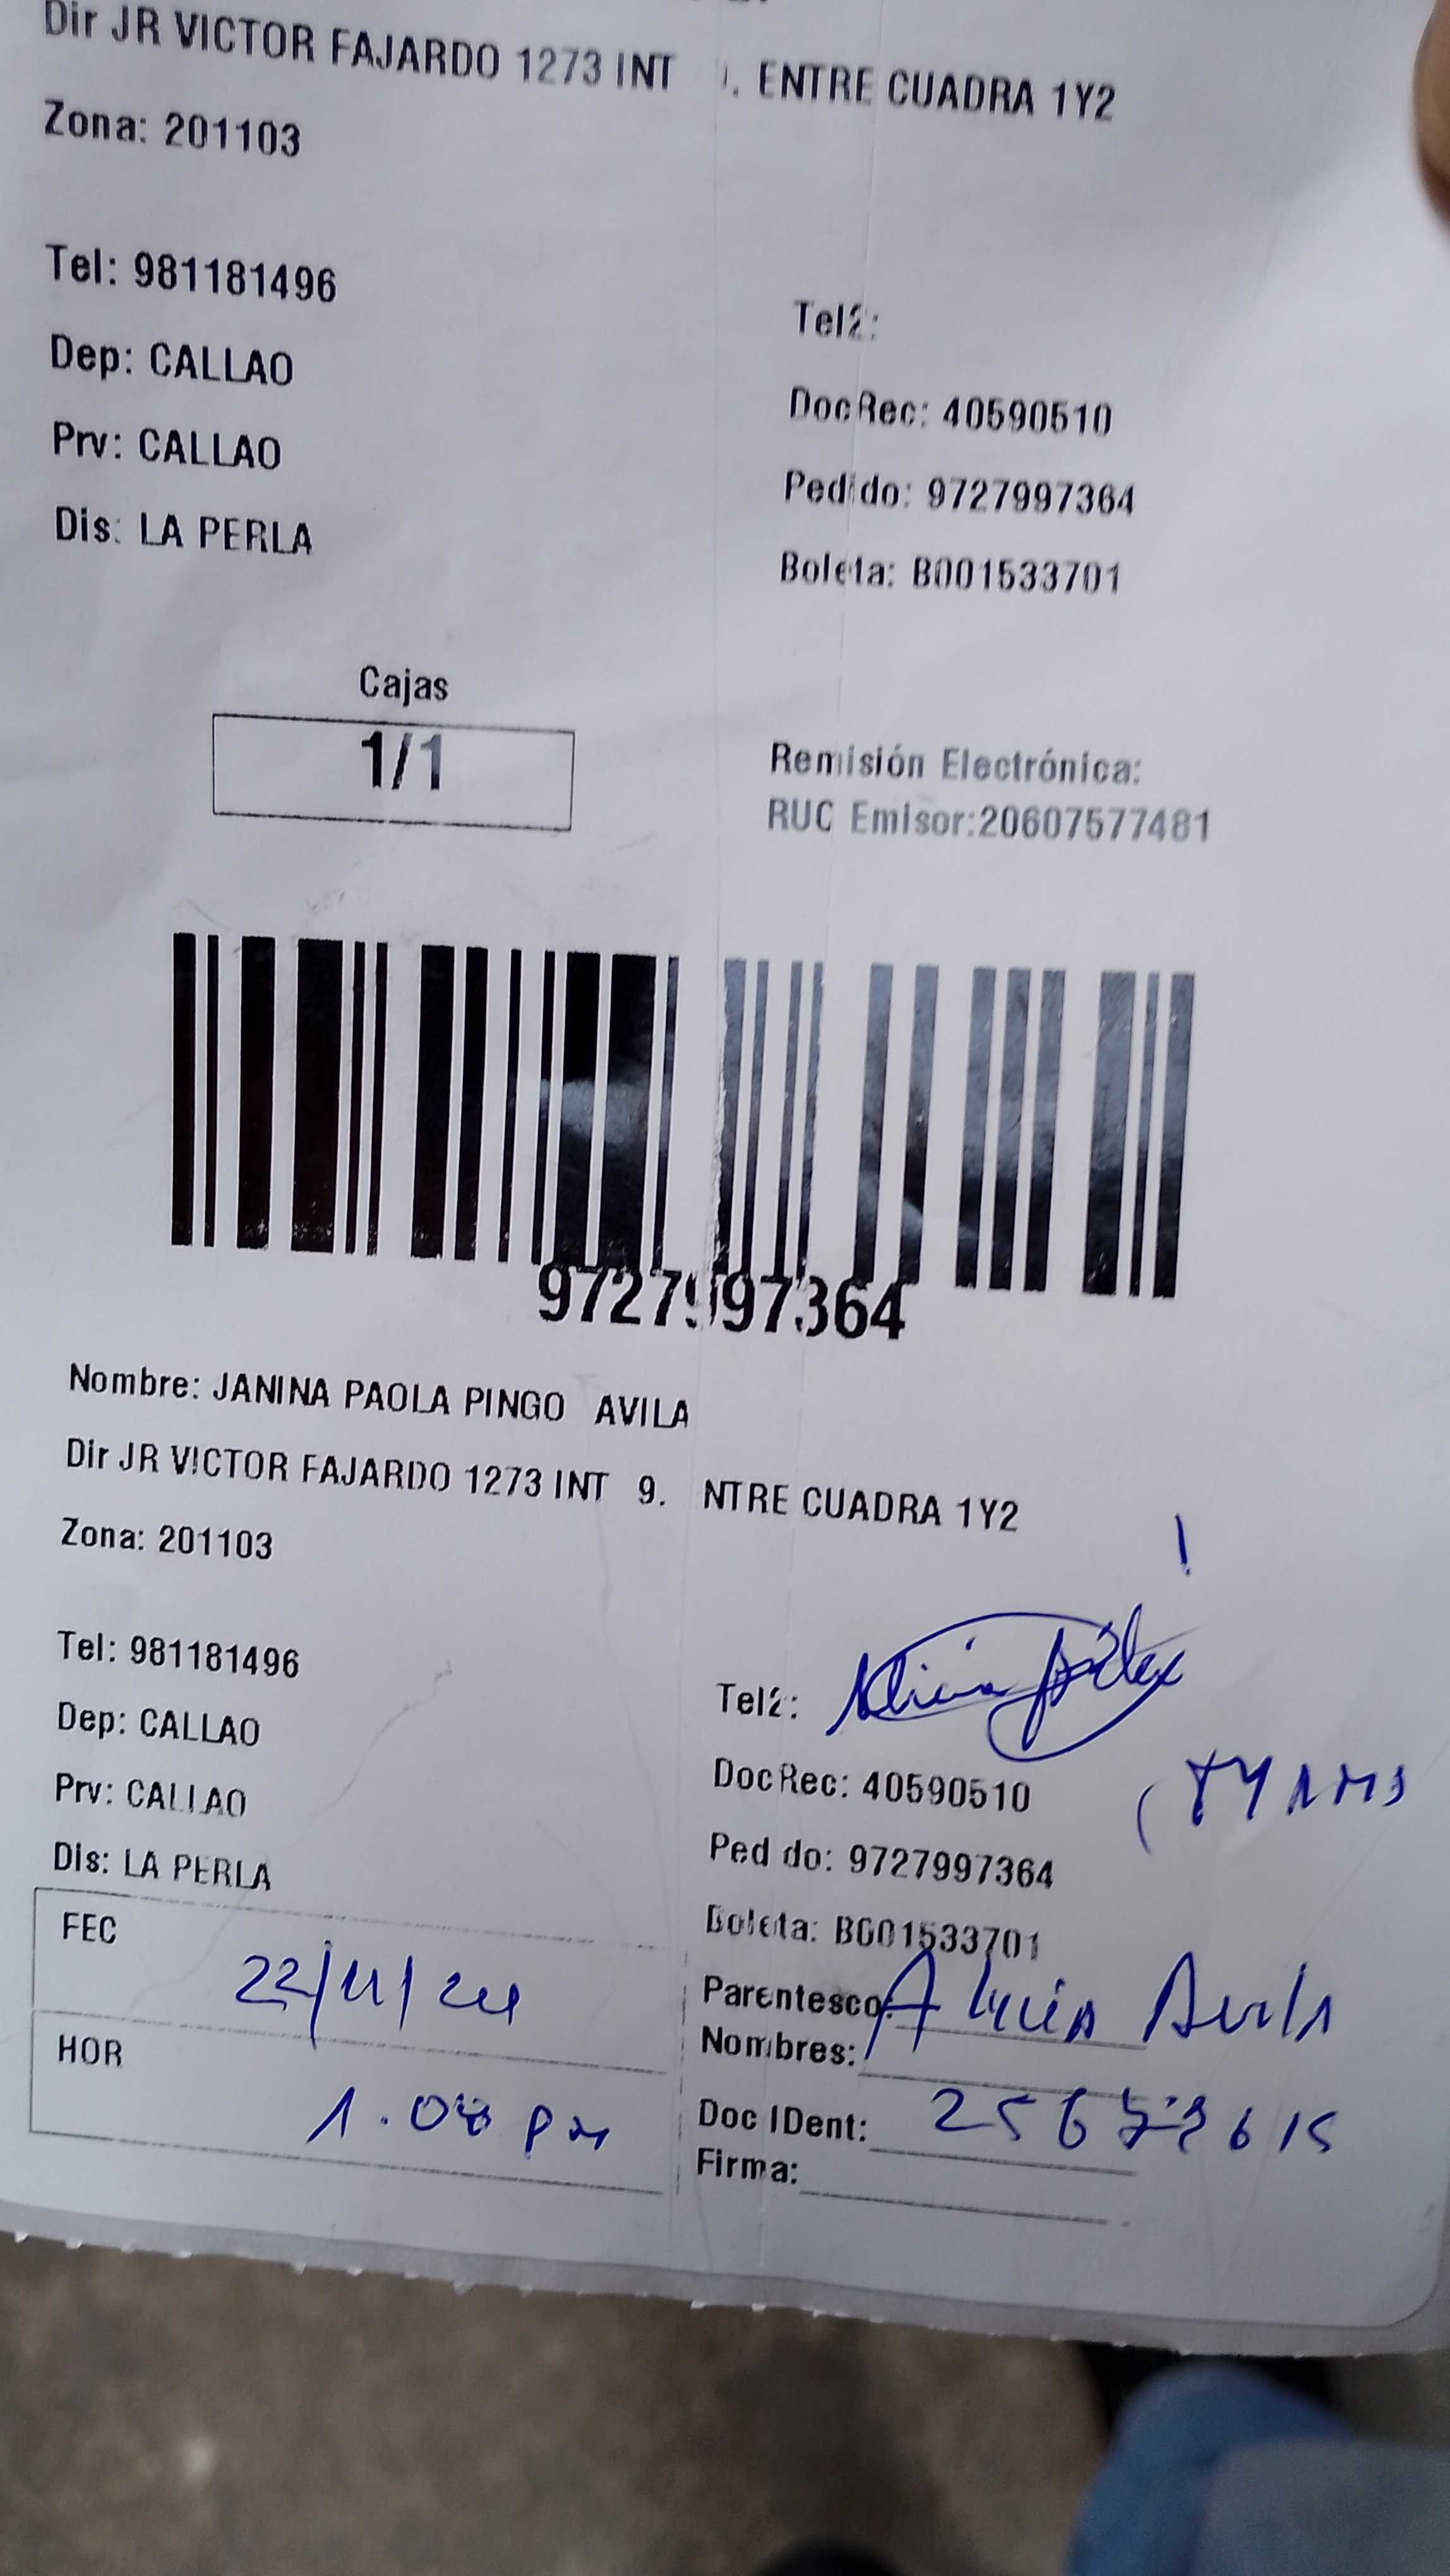 Dir JR VICTOR FAJARDO 1273 INT 9. ENTRE CUADRA 1Y2
Zona: 201103
Tel: 981181496
Tel2:
Dep: CALLAO
DocRec: 40590510
Prv: CALLAO
Pedido: 9727997364
Dis: LA PERLA
Boleta: B001533701
Cajas
1/1
Remisión Electrónica:
RUC Emisor:20607577481
9727997364
Nombre: JANINA PAOLA PINGO AVILA
Dir JR VICTOR FAJARDO 1273 INT 9. NTRE CUADRA 1Y2
Zona: 201103
Tel: 981181496
Tel2:
Dep: CALLAO
DocRec: 40590510
Prv: CALLAO
Pedido: 9727997364
Dis: LA PERLA
Boleta: B001533701
FEC 22/11/24
Parentesco: Alicia Avila
Nombres:
HOR 1.08 pm
Doc IDent:
Firma: